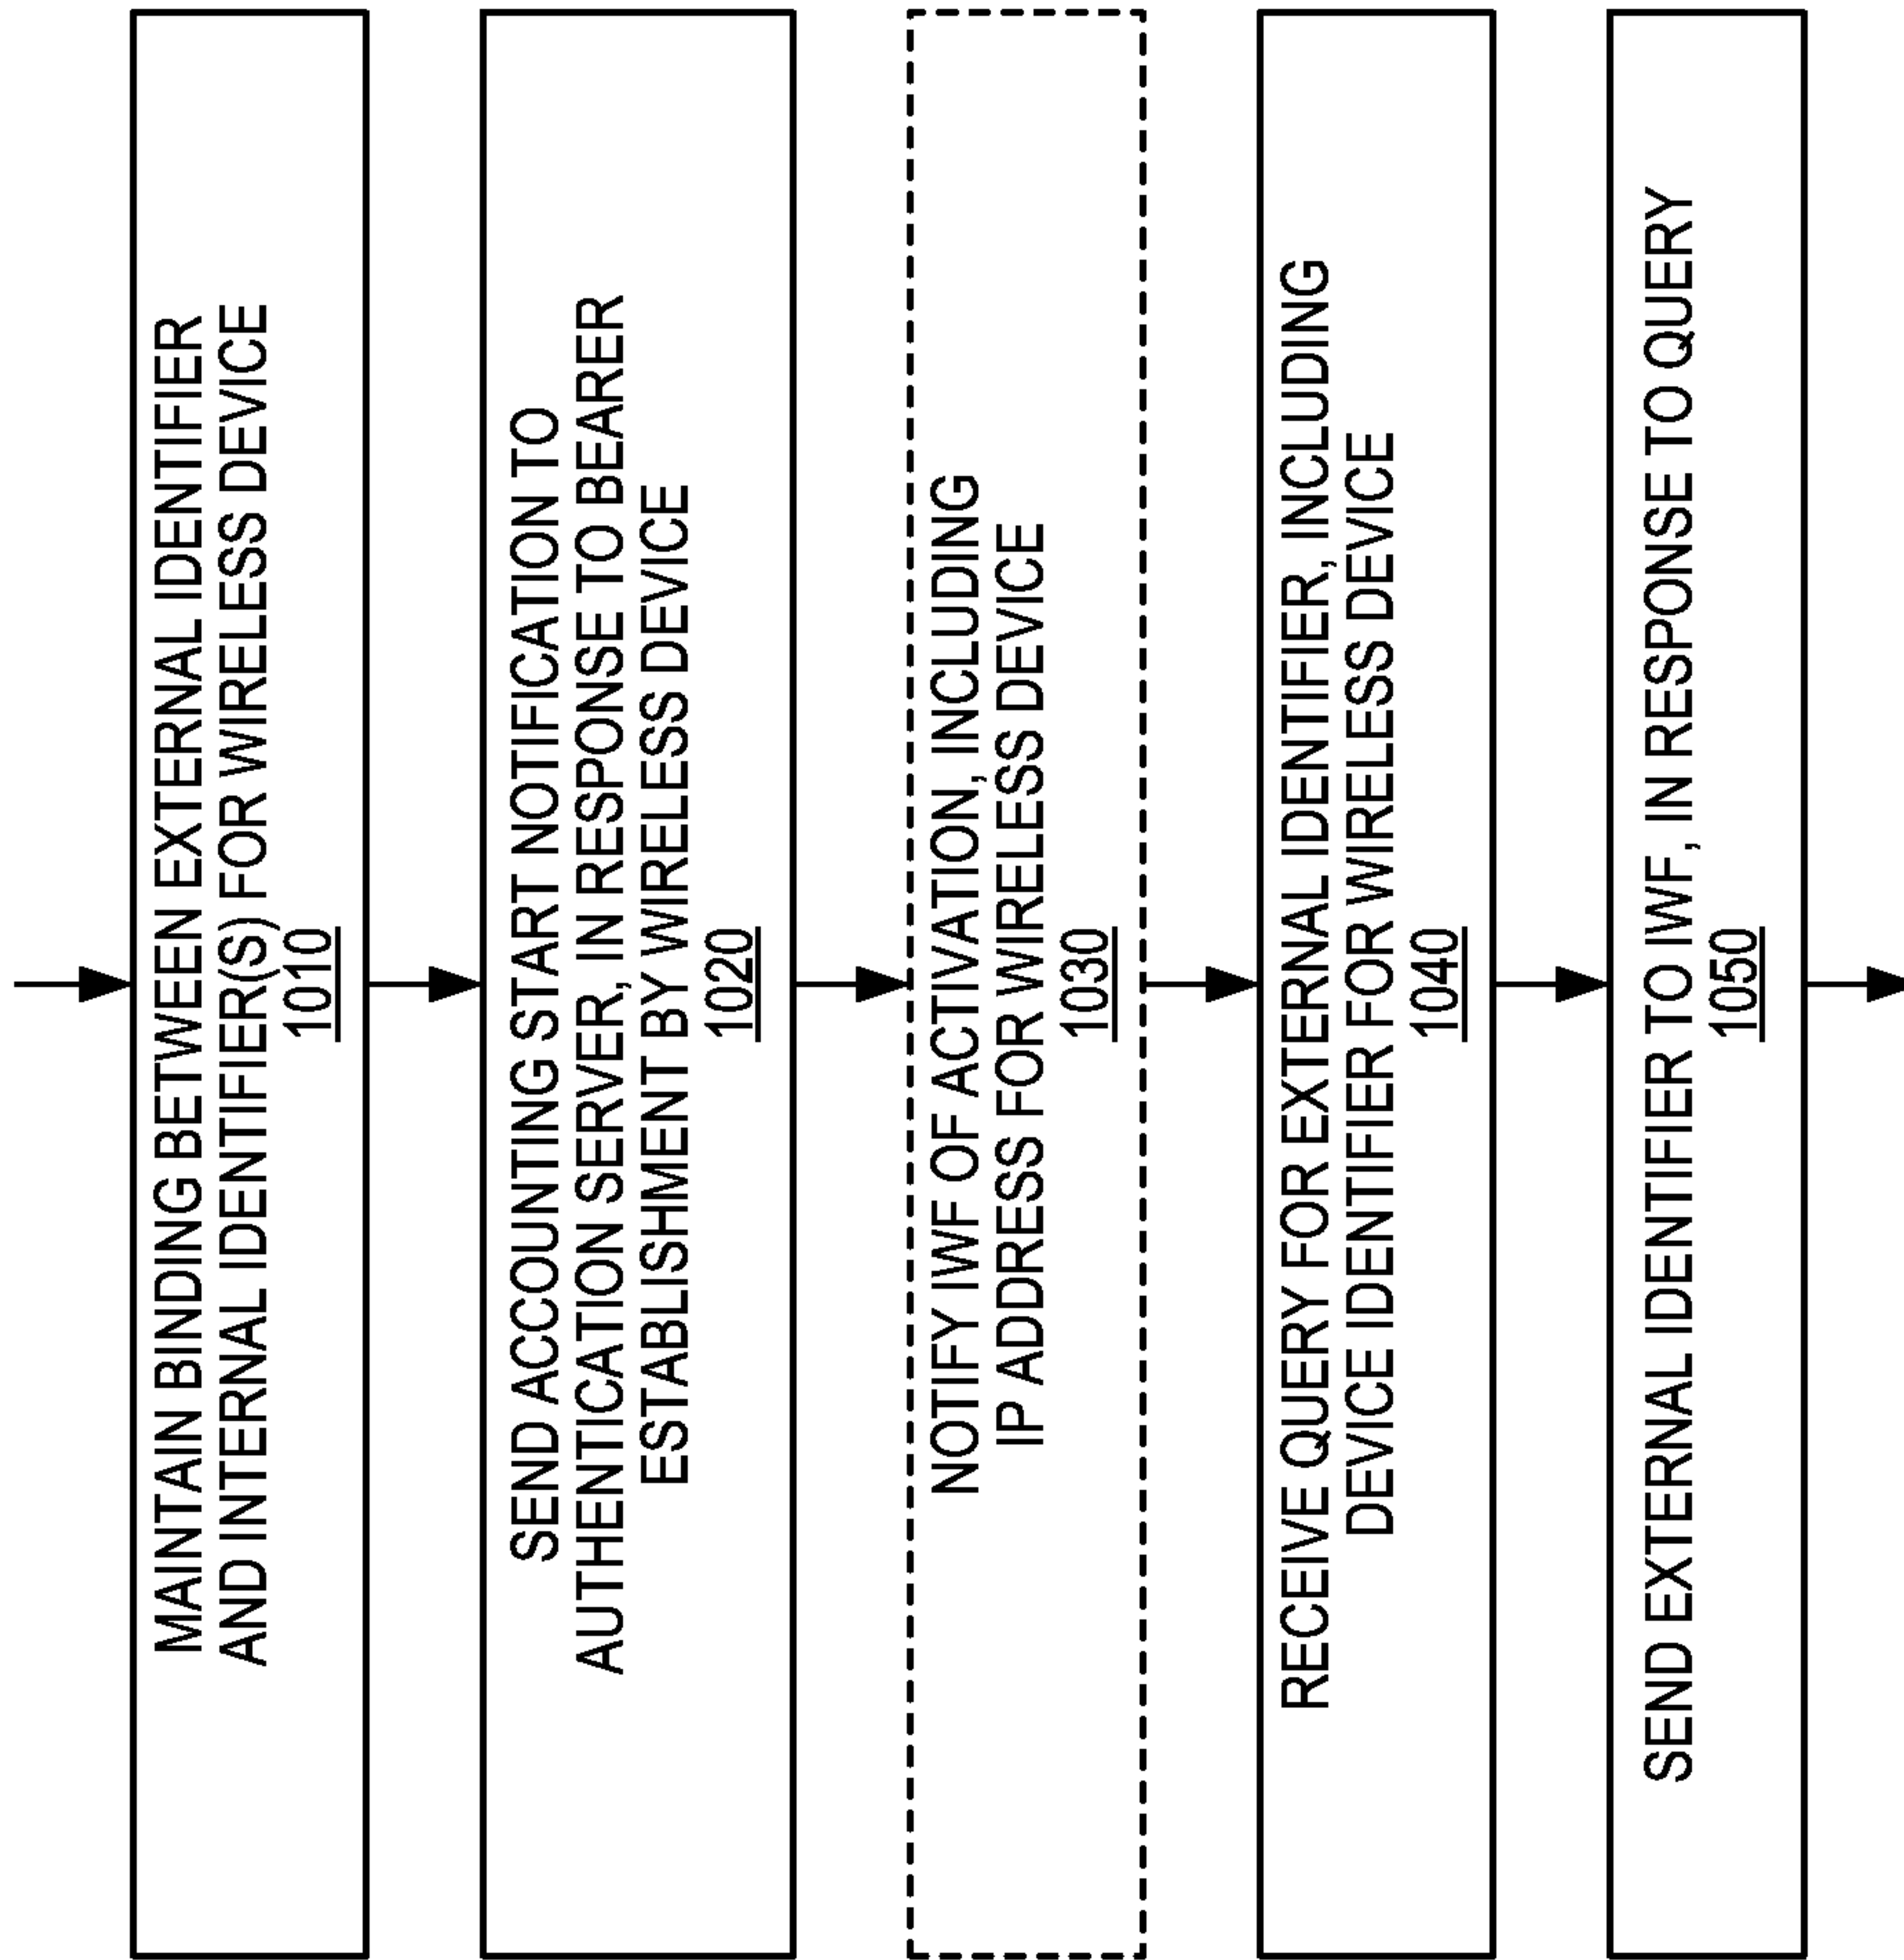 MAINTAIN BINDING BETWEEN EXTERNAL IDENTIFIER
AND INTERNAL IDENTIFIER(S) FOR WIRELESS DEVICE
1010
SEND ACCOUNTING START NOTIFICATION TO
AUTHENTICATION SERVER, IN RESPONSE TO BEARER
ESTABLISHMENT BY WIRELESS DEVICE
1020
NOTIFY IWF OF ACTIVATION, INCLUDING
IP ADDRESS FOR WIRELESS DEVICE
1030
RECEIVE QUERY FOR EXTERNAL IDENTIFIER, INCLUDING
DEVICE IDENTIFIER FOR WIRELESS DEVICE
1040
SEND EXTERNAL IDENTIFIER TO IWF, IN RESPONSE TO QUERY
1050